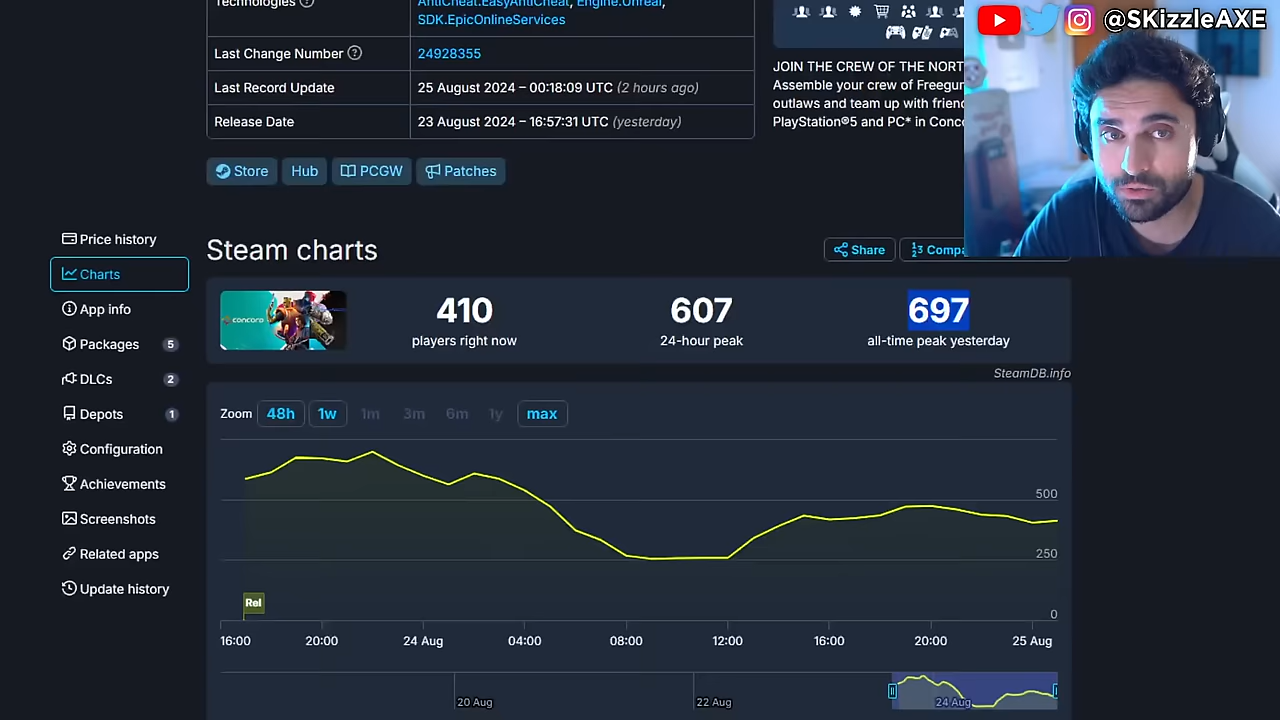 Technologies
AntiCheat.EasyAntiCheat, Engine.Unreal,
SDK.EpicOnlineServices
Last Change Number
24928355
Last Record Update
25 August 2024 – 00:18:09 UTC (2 hours ago)
Release Date
23 August 2024 – 16:57:31 UTC (yesterday)
JOIN THE CREW OF THE NORT
Assemble your crew of Freegun
outlaws and team up with friend
PlayStation®5 and PC* in Conco
@SKizzleAXE
Store
Hub
PCGW
Patches
Price history
Charts
App info
Packages 5
DLCs 2
Depots 1
Configuration
Achievements
Screenshots
Related apps
Update history
Steam charts
Share
Compa
CONCORD
410
players right now
607
24-hour peak
697
all-time peak yesterday
SteamDB.info
Zoom 48h 1w 1m 3m 6m 1y max
500
250
0
Rel
16:00 20:00 24 Aug 04:00 08:00 12:00 16:00 20:00 25 Aug
20 Aug 22 Aug 24 Aug